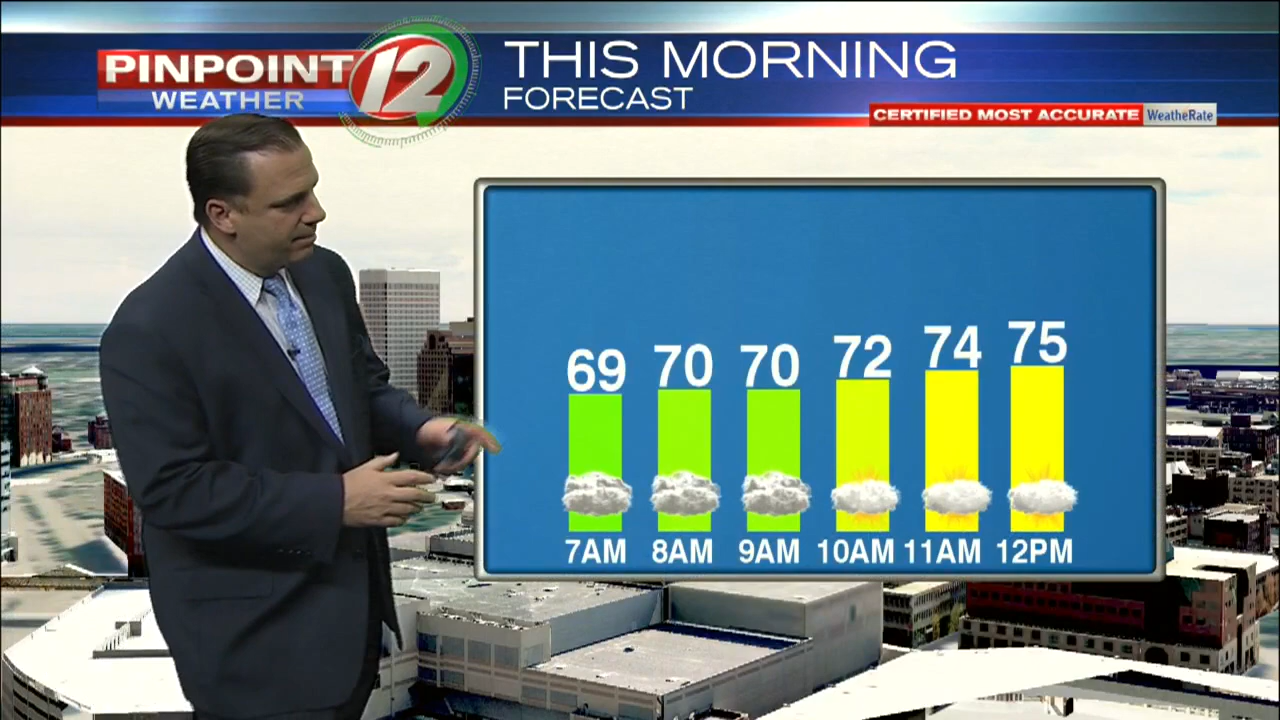 PINPOINT 12
WEATHER
THIS MORNING
FORECAST
CERTIFIED MOST ACCURATE WeatheRate
69 70 70 72 74 75
7AM 8AM 9AM 10AM 11AM 12PM